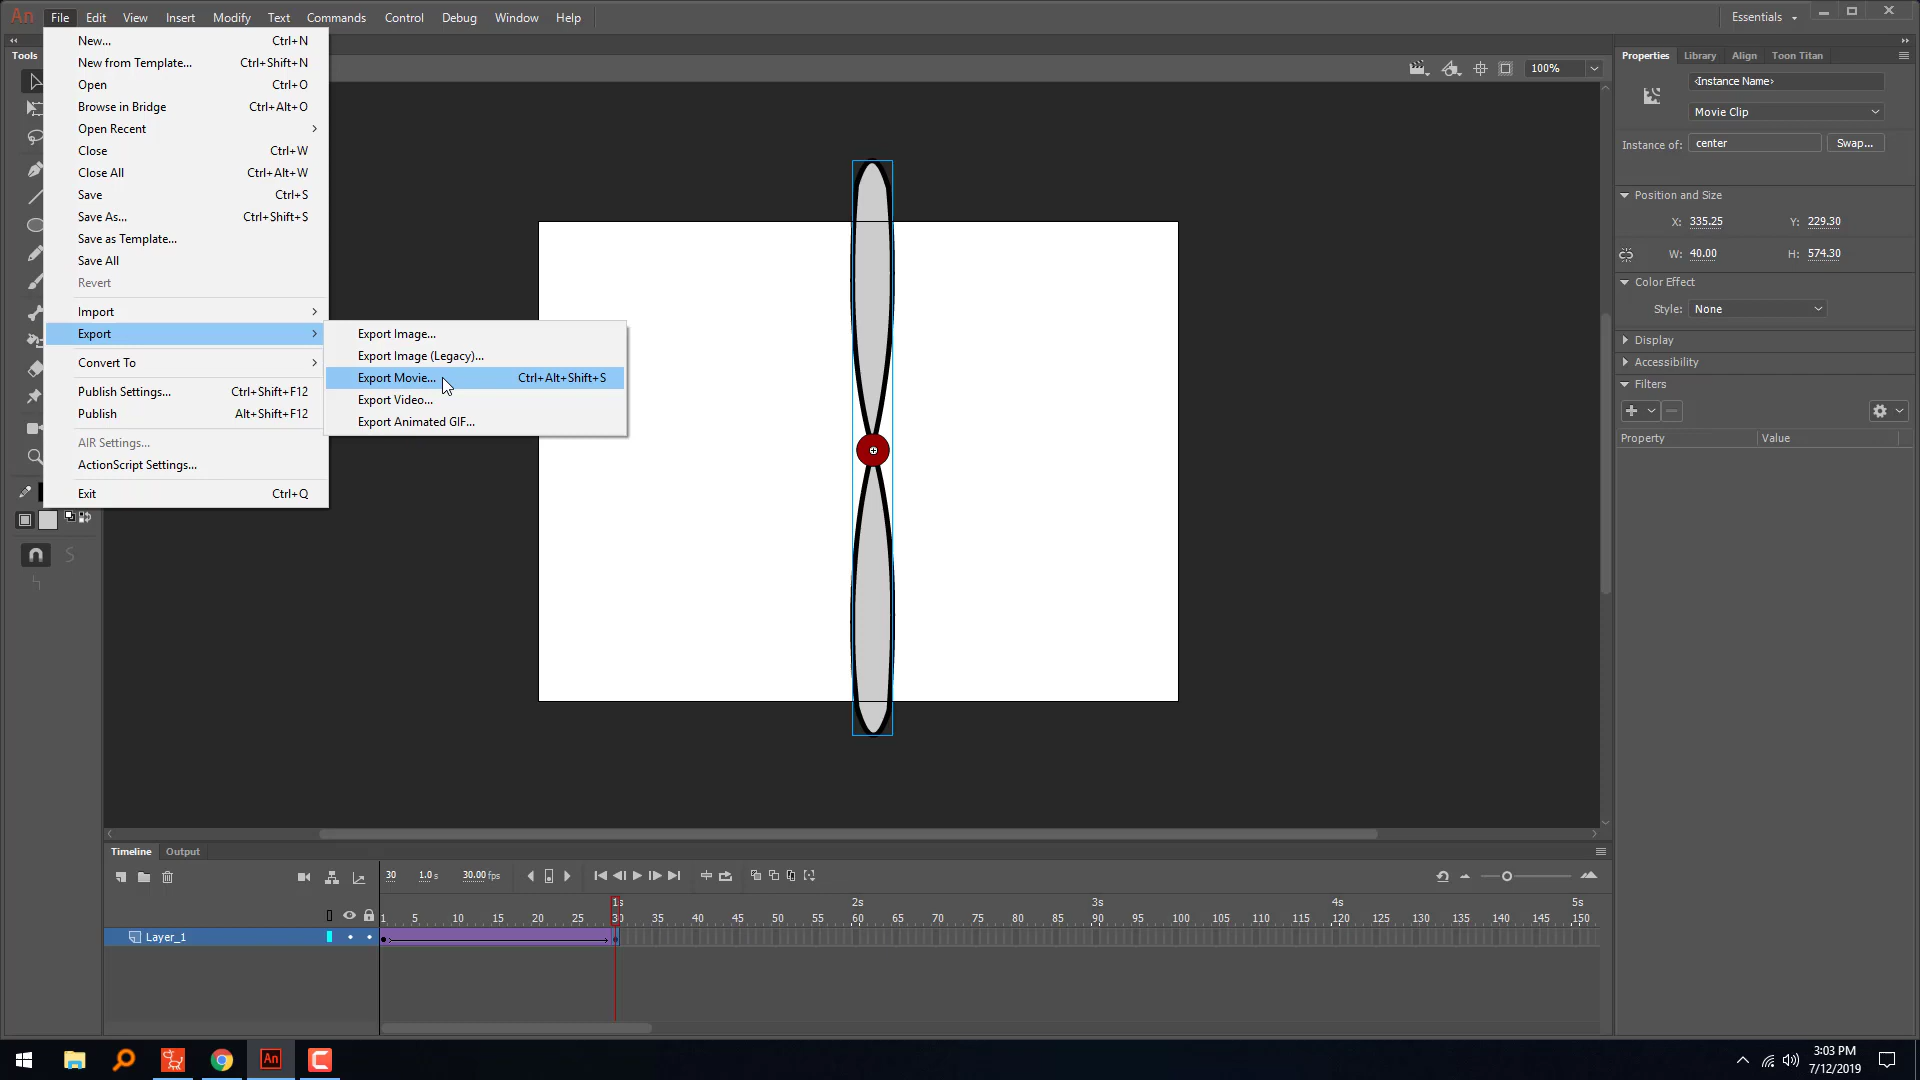 An File Edit View Insert Modify Text Commands Control Debug Window Help Essentials
Tools
New... Ctrl+N
New from Template... Ctrl+Shift+N
Open Ctrl+O
Browse in Bridge Ctrl+Alt+O
Open Recent
Close Ctrl+W
Close All Ctrl+Alt+W
Save Ctrl+S
Save As... Ctrl+Shift+S
Save as Template...
Save All
Revert
Import
Export
Convert To
Publish Settings... Ctrl+Shift+F12
Publish Alt+Shift+F12
AIR Settings...
ActionScript Settings...
Exit Ctrl+Q
Export Image...
Export Image (Legacy)...
Export Movie... Ctrl+Alt+Shift+S
Export Video...
Export Animated GIF...
100%
Properties Library Align Toon Titan
<Instance Name>
Movie Clip
Instance of: center Swap...
Position and Size
X: 335.25 Y: 229.30
W: 40.00 H: 574.30
Color Effect
Style: None
Display
Accessibility
Filters
Property Value
Timeline Output
30 1.0 s 30.00 fps
1s 2s 3s 4s 5s
1 5 10 15 20 25 30 35 40 45 50 55 60 65 70 75 80 85 90 95 100 105 110 115 120 125 130 135 140 145 150
Layer_1
An
3:03 PM
7/12/2019